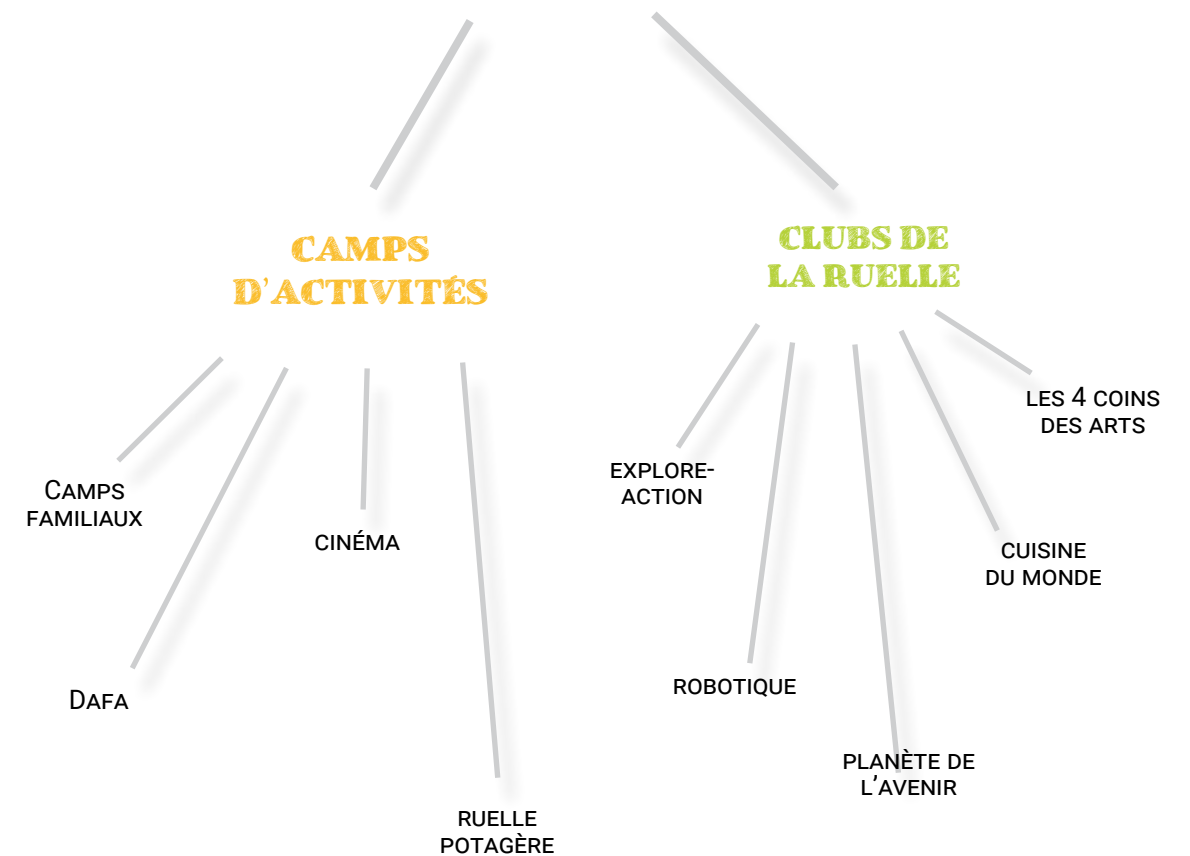 CAMPS
D'ACTIVITÉS
Camps
familiaux
Dafa
cinéma
ruelle
potagère
CLUBS DE
LA RUELLE
explore-
action
robotique
planète de
l'avenir
cuisine
du monde
les 4 coins
des arts